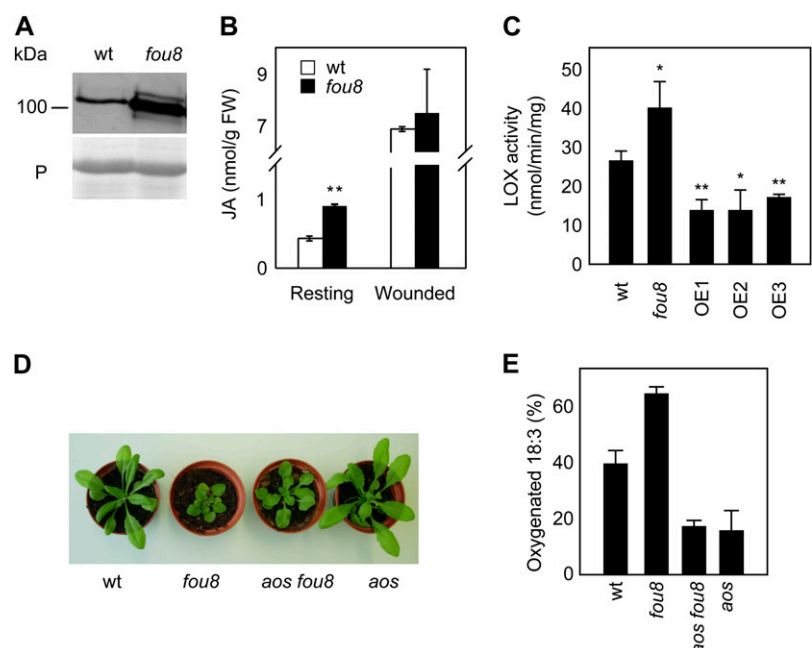 A
kDa
wt
fou8
100
P
B
JA (nmol/g FW)
9
7
1
0
wt
fou8
**
Resting
Wounded
C
LOX activity
(nmol/min/mg)
50
40
30
20
10
0
*
**
*
**
wt
fou8
OE1
OE2
OE3
D
wt
fou8
aos fou8
aos
E
Oxygenated 18:3 (%)
60
40
20
0
wt
fou8
aos fou8
aos